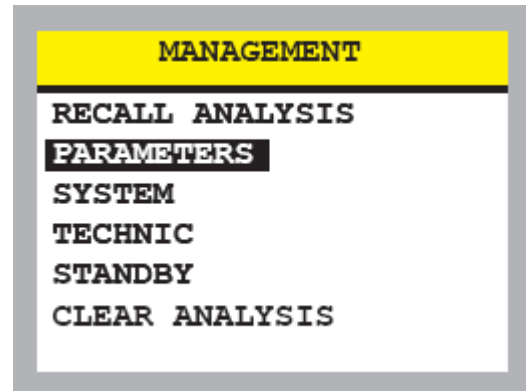 MANAGEMENT
RECALL ANALYSIS
PARAMETERS
SYSTEM
TECHNIC
STANDBY
CLEAR ANALYSIS